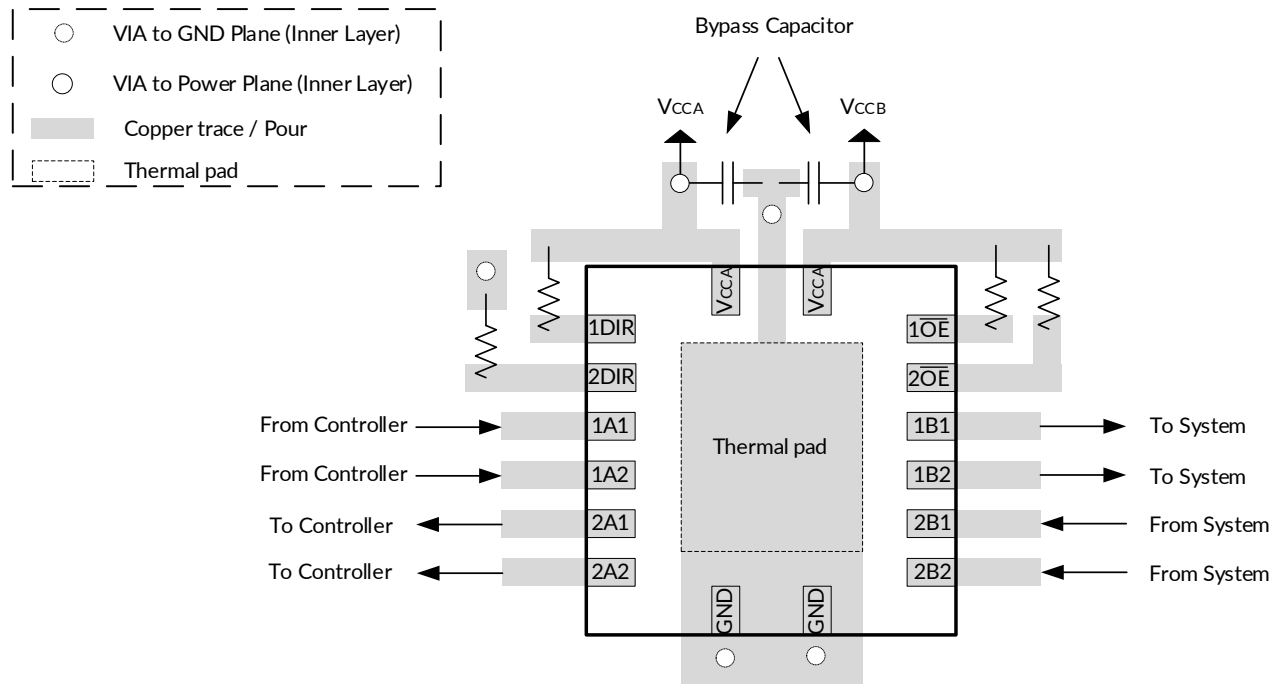 VIA to GND Plane (Inner Layer)
VIA to Power Plane (Inner Layer)
Copper trace / Pour
Thermal pad
Bypass Capacitor
VCCA
VCCB
VCCA
VCCA
1DIR
1O̅E̅
2DIR
2O̅E̅
From Controller
1A1
1B1
To System
From Controller
1A2
1B2
To System
Thermal pad
To Controller
2A1
2B1
From System
To Controller
2A2
2B2
From System
GND
GND